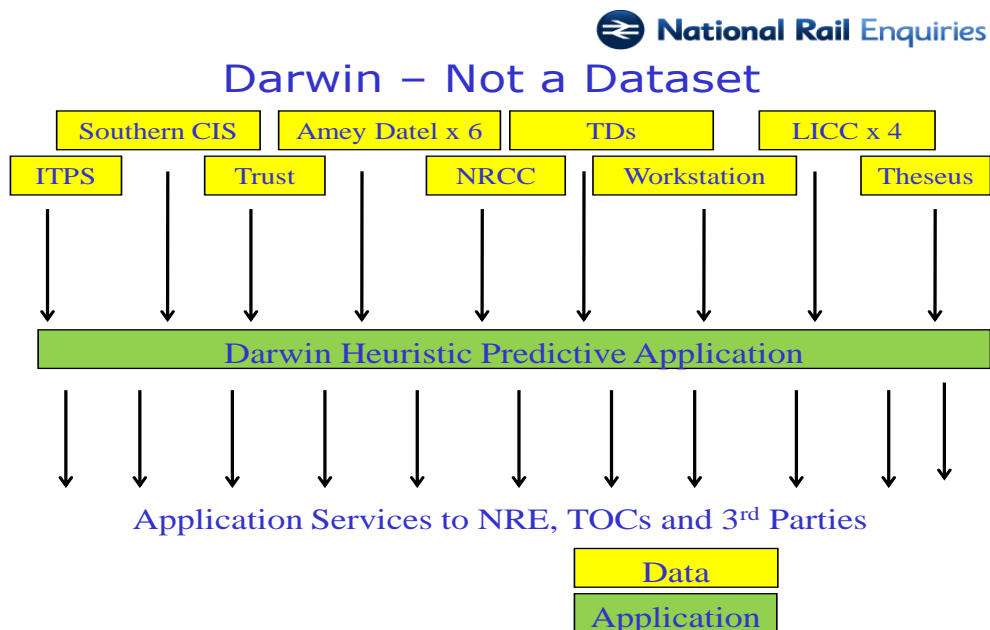 National Rail Enquiries
Darwin – Not a Dataset
Southern CIS Amey Datel x 6 TDs LICC x 4
ITPS Trust NRCC Workstation Theseus
Darwin Heuristic Predictive Application
Application Services to NRE, TOCs and 3rd Parties
Data
Application